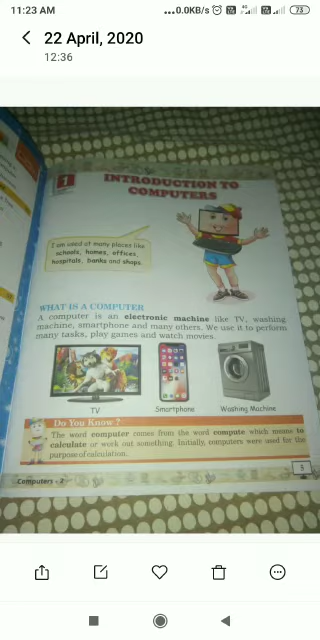 11:23 AM
...0.0KB/s
73
22 April, 2020
12:36
1
INTRODUCTION TO
COMPUTERS
I am used at many places like
schools, homes, offices,
hospitals, banks and shops.
WHAT IS A COMPUTER
A computer is an electronic machine like TV, washing
machine, smartphone and many others. We use it to perform
many tasks, play games and watch movies.
TV
Smartphone
Washing Machine
Do You Know ?
The word computer comes from the word compute which means to
calculate or work out something. Initially, computers were used for the
purpose of calculation.
Computers - 2